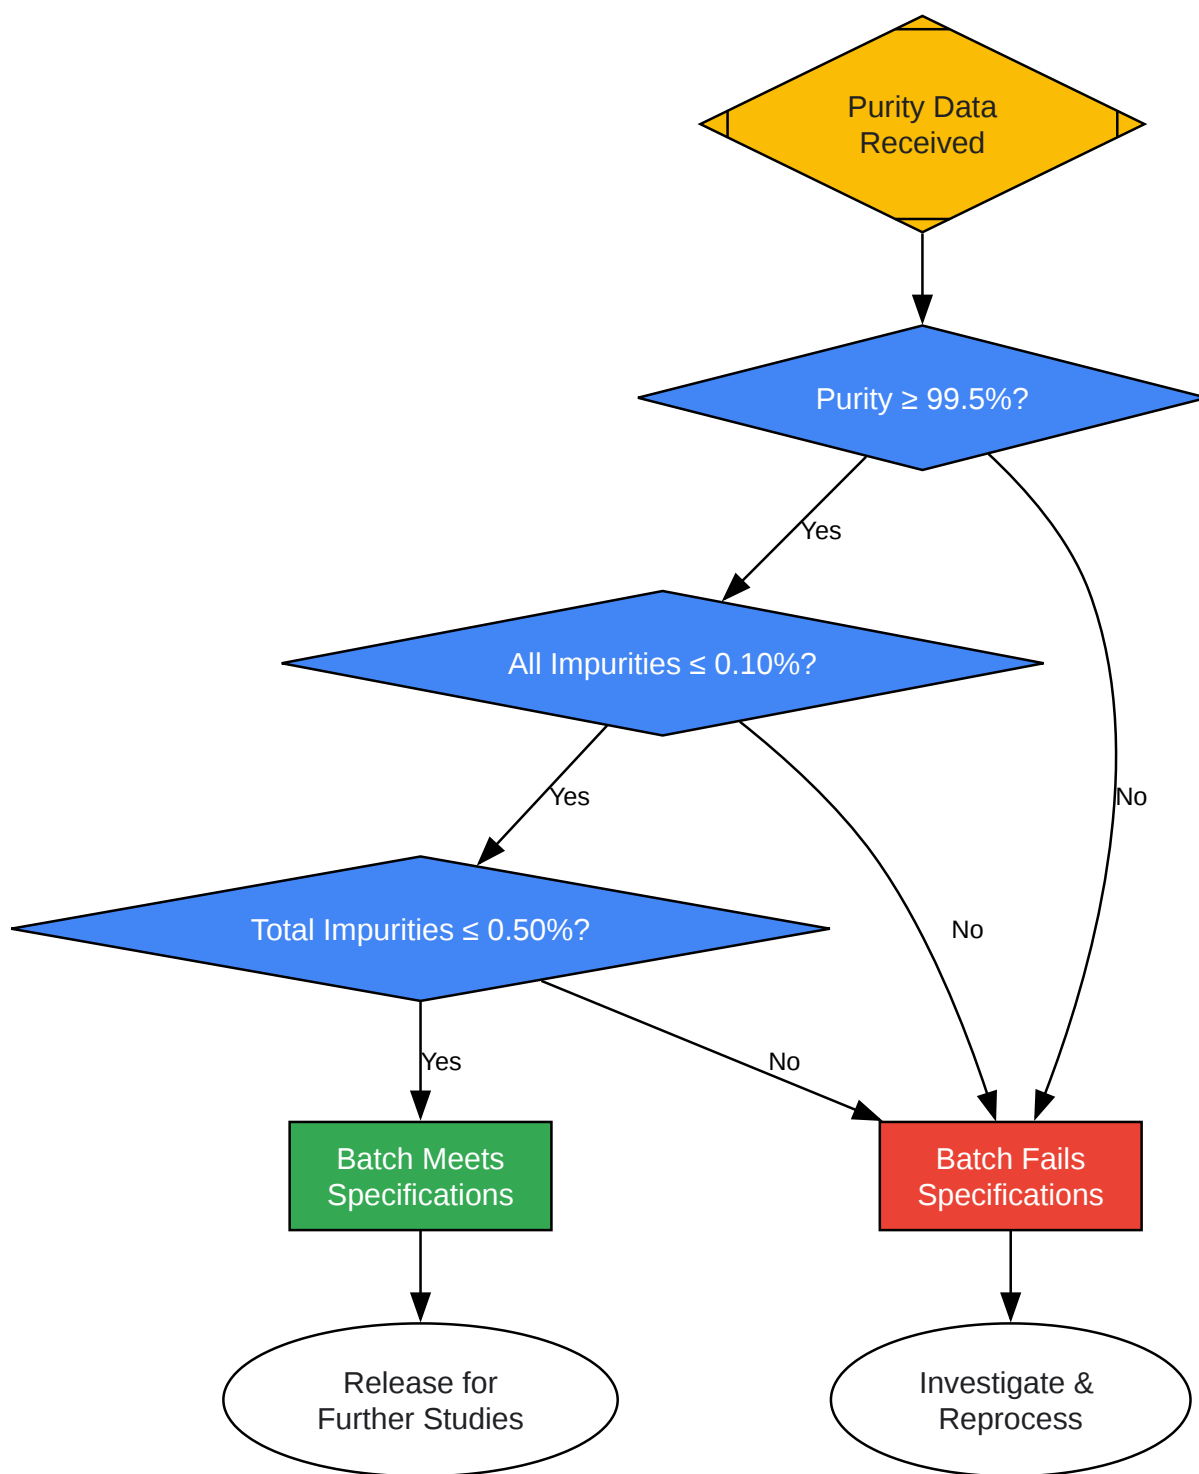 Purity Data
Received
Purity ≥ 99.5%?
Yes
All Impurities ≤ 0.10%?
Yes
No
Total Impurities ≤ 0.50%?
No
Yes
No
Batch Meets
Specifications
Batch Fails
Specifications
Release for
Further Studies
Investigate &
Reprocess